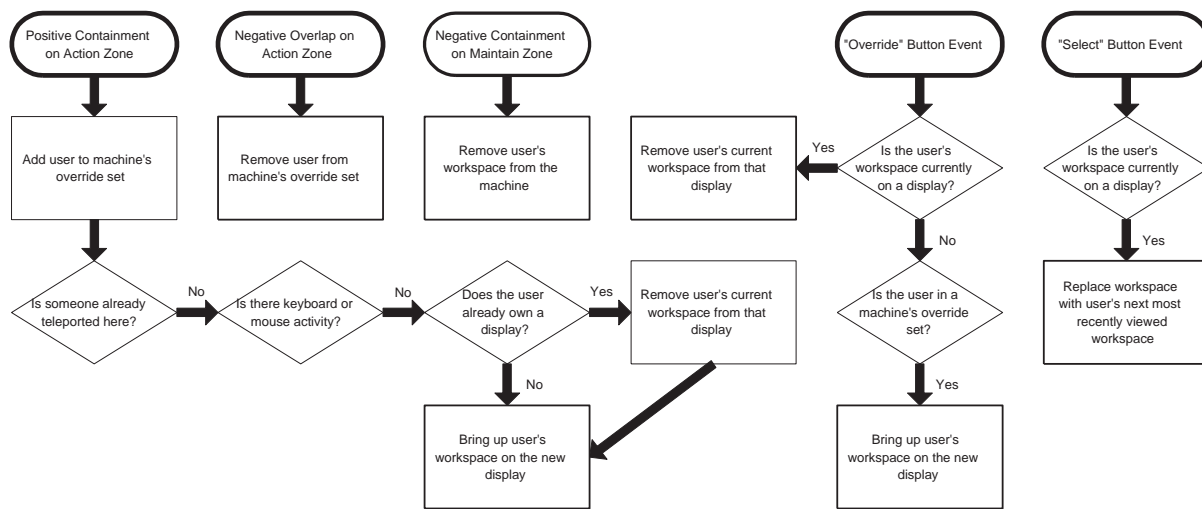 Positive Containment
on Action Zone
Negative Overlap on
Action Zone
Negative Containment
on Maintain Zone
"Override" Button Event
"Select" Button Event
Add user to machine's
override set
Remove user from
machine's override set
Remove user's
workspace from the
machine
Remove user's current
workspace from that
display
Yes
Is the user's
workspace currently
on a display?
Is the user's
workspace currently
on a display?
No
Yes
Is someone already
teleported here?
No
Is there keyboard or
mouse activity?
No
Does the user
already own a
display?
Yes
Remove user's current
workspace from that
display
Is the user in a
machine's override
set?
Replace workspace
with user's next most
recently viewed
workspace
No
Yes
Bring up user's
workspace on the new
display
Bring up user's
workspace on the new
display